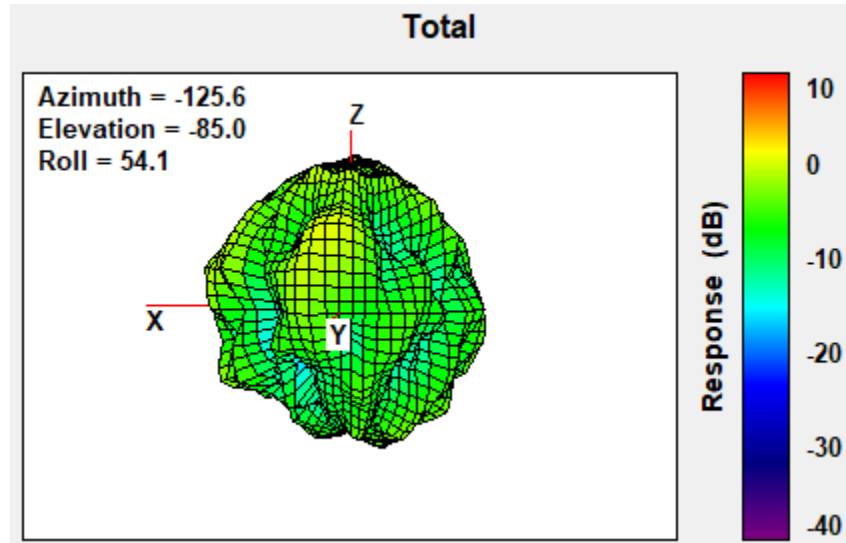 Total
Azimuth = -125.6
Elevation = -85.0
Roll = 54.1
Z
X
Y
10
0
-10
-20
-30
-40
Response (dB)